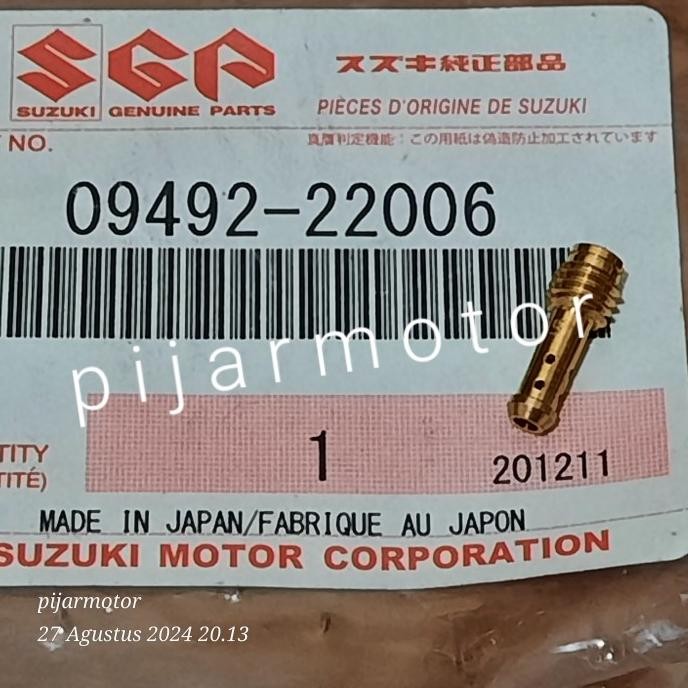 SGP
SUZUKI GENUINE PARTS
スズキ純正部品
PIÈCES D'ORIGINE DE SUZUKI
NO.
真贋判定機能:この用紙は偽造防止加工されています
09492-22006
pijarmotor
1
201211
TITY
TITÉ)
MADE IN JAPAN/FABRIQUE AU JAPON
SUZUKI MOTOR CORPORATION
pijarmotor
27 Agustus 2024 20.13